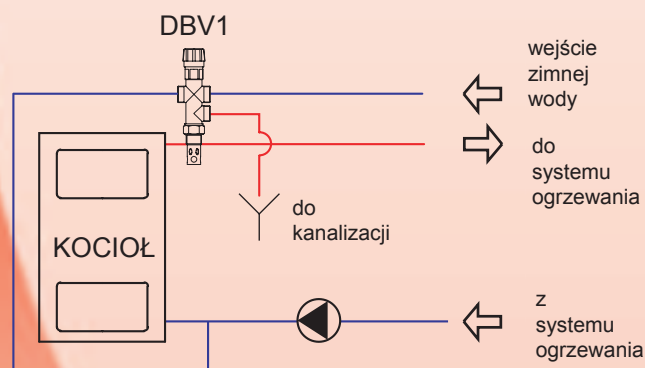 DBV1
wejście
zimnej
wody
do
systemu
ogrzewania
do
kanalizacji
KOCIOŁ
z
systemu
ogrzewania